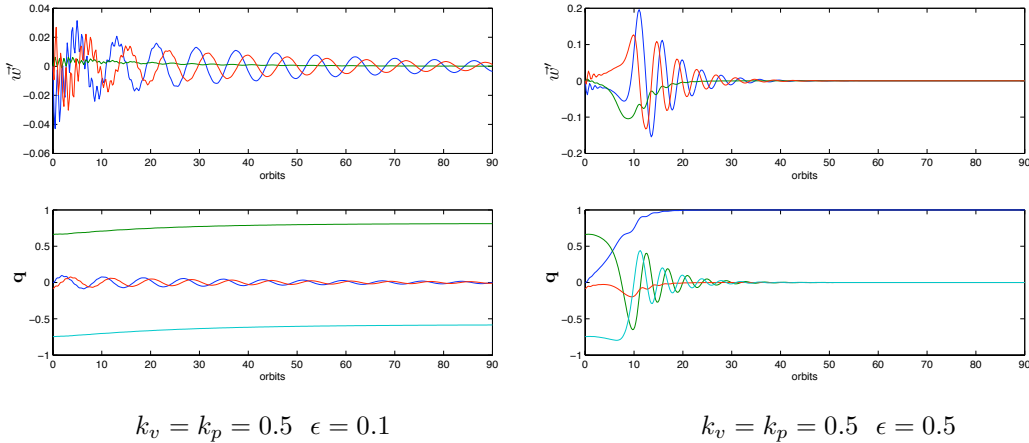 0.04
0.02
0
−0.02
−0.04
−0.06
w⃗′
0 10 20 30 40 50 60 70 80 90
orbits
0.2
0.1
0
−0.1
−0.2
w⃗′
0 10 20 30 40 50 60 70 80 90
orbits
1
0.5
0
−0.5
−1
q
0 10 20 30 40 50 60 70 80 90
orbits
1
0.5
0
−0.5
−1
q
0 10 20 30 40 50 60 70 80 90
orbits
k_v = k_p = 0.5 ϵ = 0.1
k_v = k_p = 0.5 ϵ = 0.5